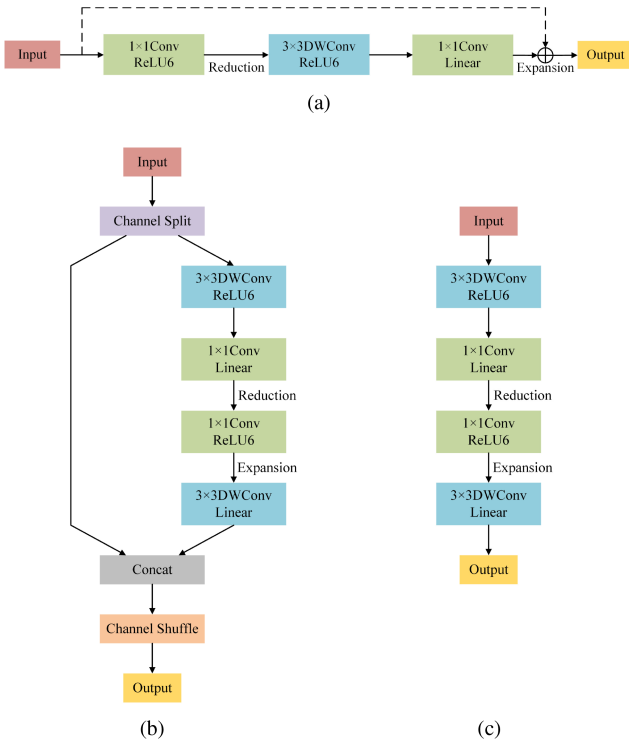 Input
1×1Conv
ReLU6
Reduction
3×3DWConv
ReLU6
1×1Conv
Linear
Expansion
Output
(a)
Input
Channel Split
3×3DWConv
ReLU6
1×1Conv
Linear
Reduction
1×1Conv
ReLU6
Expansion
3×3DWConv
Linear
Concat
Channel Shuffle
Output
(b)
Input
3×3DWConv
ReLU6
1×1Conv
Linear
Reduction
1×1Conv
ReLU6
Expansion
3×3DWConv
Linear
Output
(c)